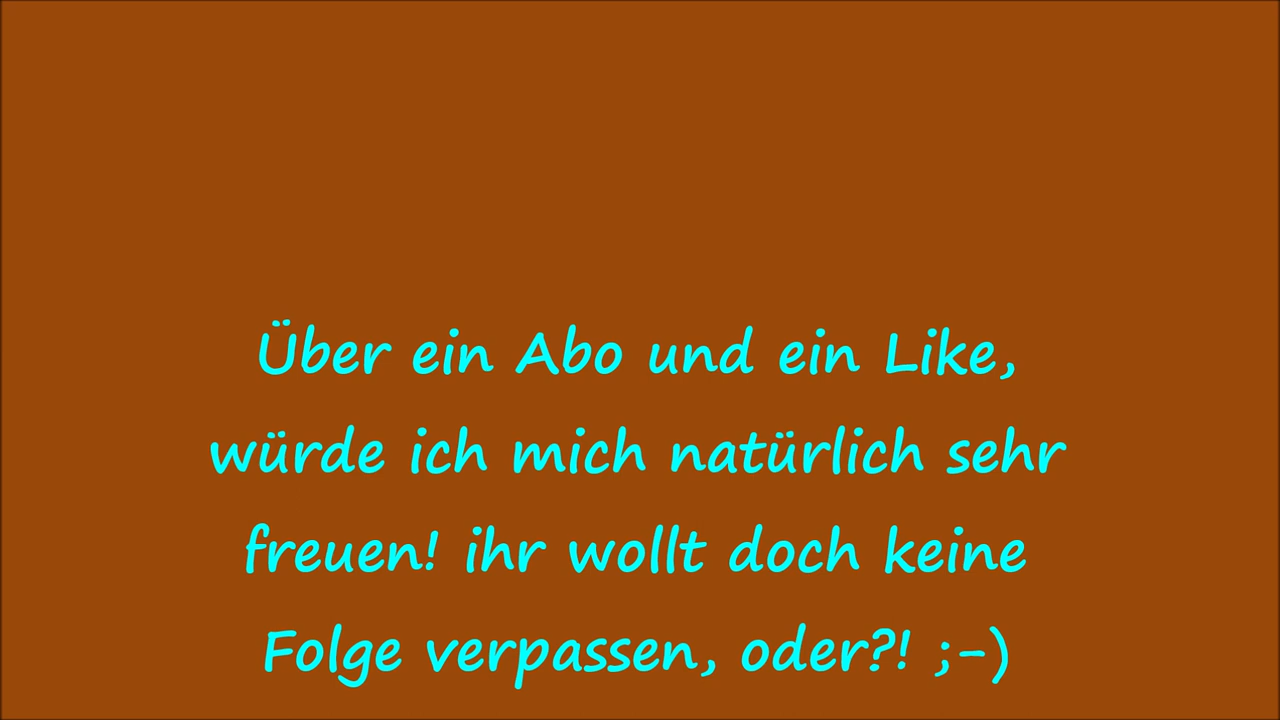 Über ein Abo und ein Like,
würde ich mich natürlich sehr
freuen! ihr wollt doch keine
Folge verpassen, oder?! ;-)